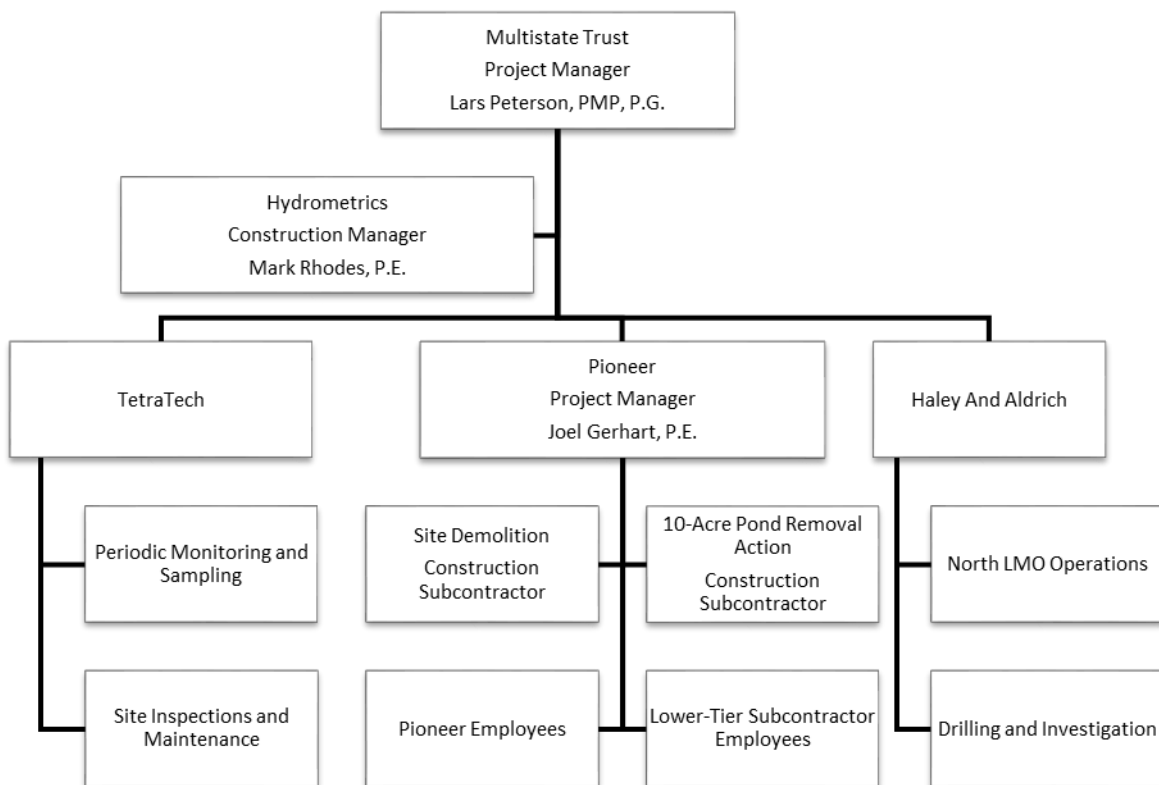 Multistate Trust
Project Manager
Lars Peterson, PMP, P.G.
Hydrometrics
Construction Manager
Mark Rhodes, P.E.
TetraTech
Pioneer
Project Manager
Joel Gerhart, P.E.
Haley And Aldrich
Periodic Monitoring and
Sampling
Site Demolition
Construction
Subcontractor
10-Acre Pond Removal
Action
Construction
Subcontractor
North LMO Operations
Site Inspections and
Maintenance
Pioneer Employees
Lower-Tier Subcontractor
Employees
Drilling and Investigation